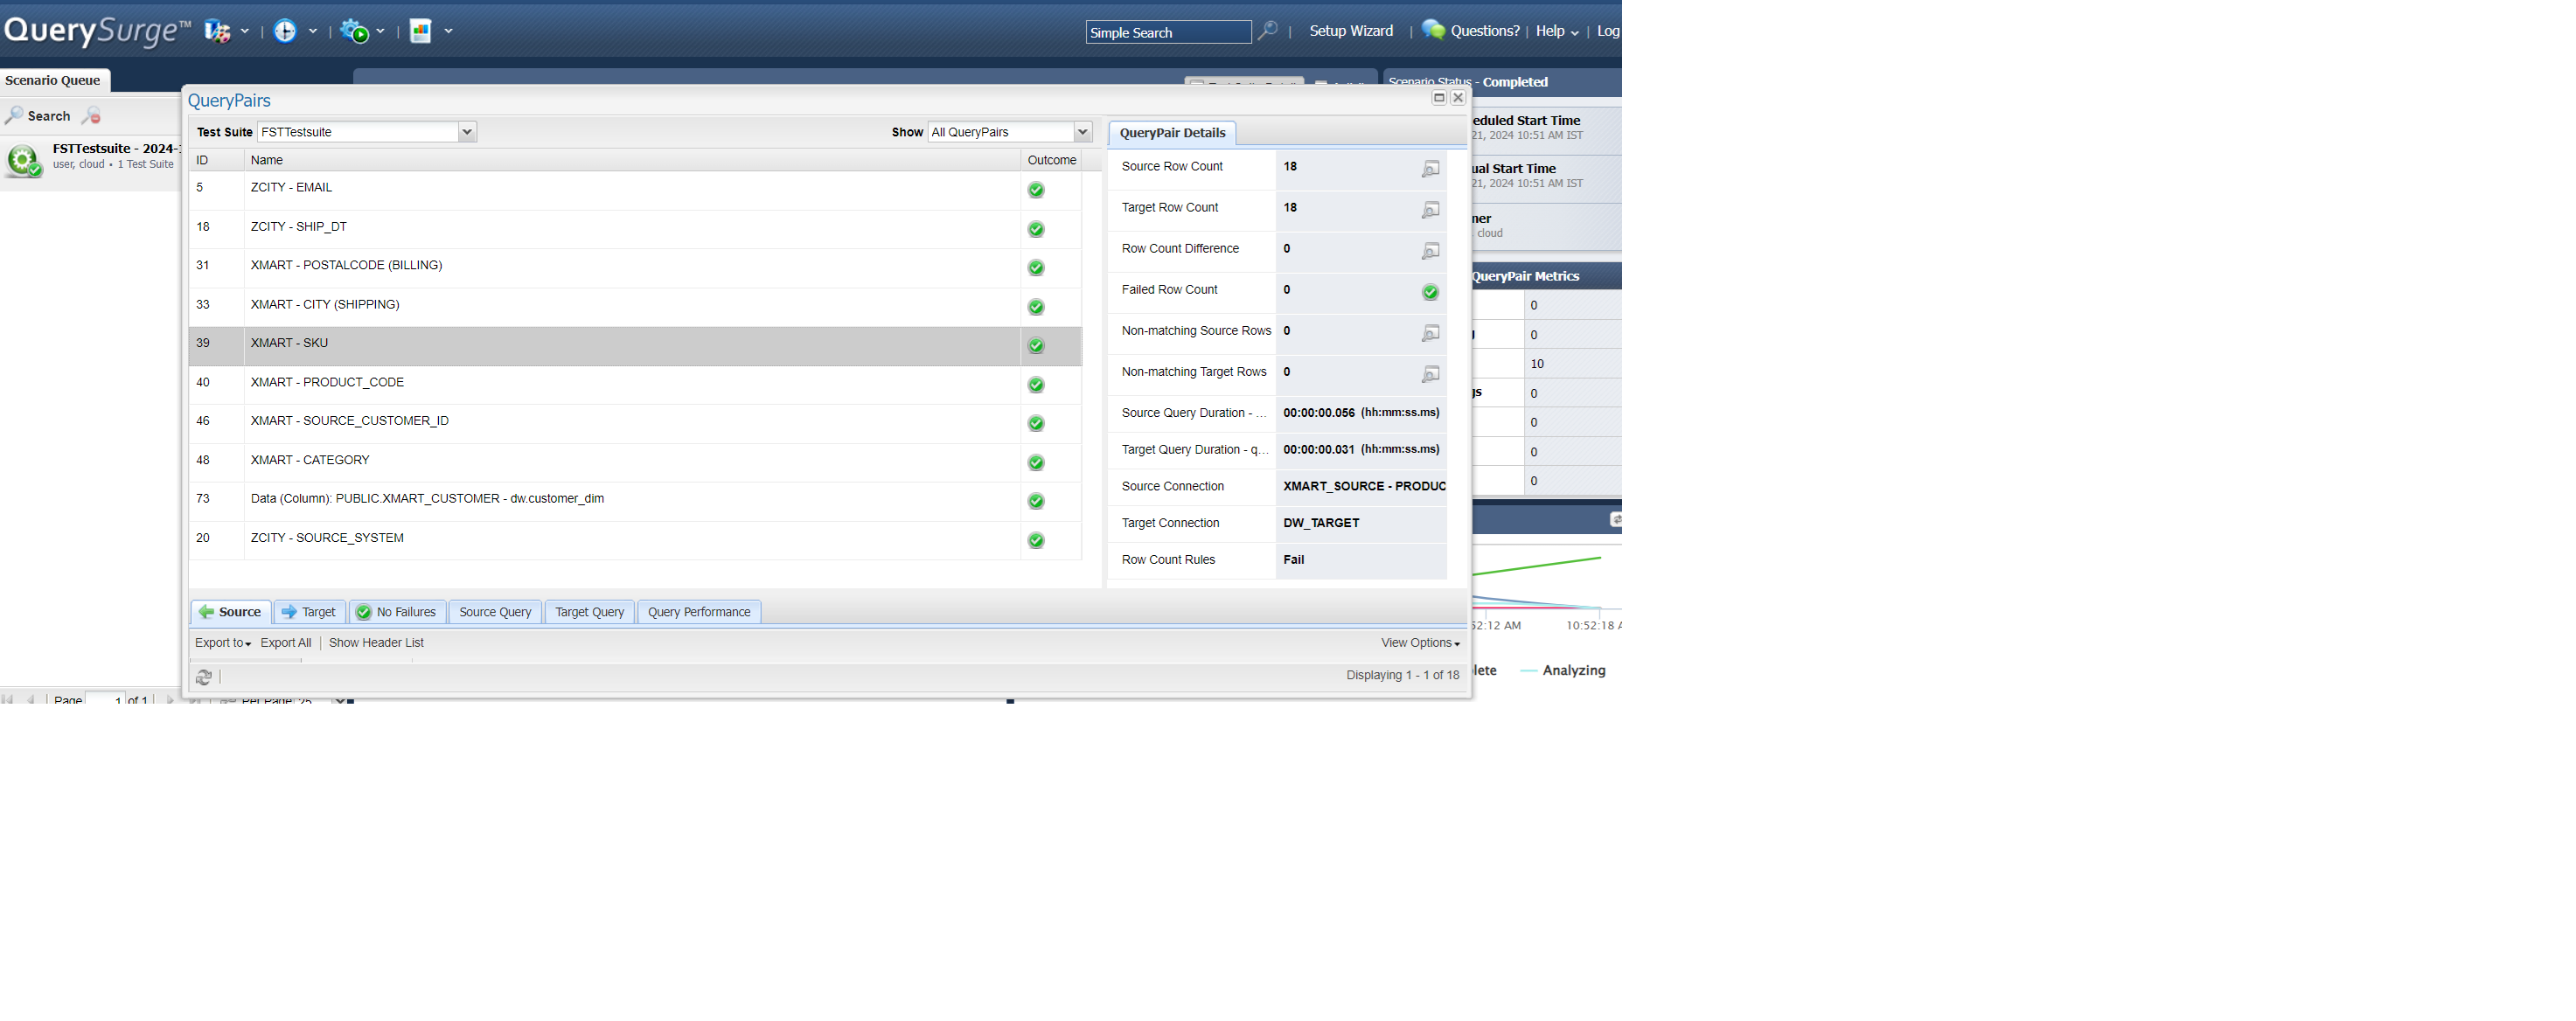 QuerySurge™
Simple Search
Setup Wizard
Questions?
Help
Log
Scenario Queue
Search
FSTTestsuite - 2024-
user, cloud • 1 Test Suite
Page 1 of 1
Per Page 25
QueryPairs
Test Suite FSTTestsuite
Show All QueryPairs
ID Name Outcome
5 ZCITY - EMAIL
18 ZCITY - SHIP_DT
31 XMART - POSTALCODE (BILLING)
33 XMART - CITY (SHIPPING)
39 XMART - SKU
40 XMART - PRODUCT_CODE
46 XMART - SOURCE_CUSTOMER_ID
48 XMART - CATEGORY
73 Data (Column): PUBLIC.XMART_CUSTOMER - dw.customer_dim
20 ZCITY - SOURCE_SYSTEM
QueryPair Details
Source Row Count 18
Target Row Count 18
Row Count Difference 0
Failed Row Count 0
Non-matching Source Rows 0
Non-matching Target Rows 0
Source Query Duration - ... 00:00:00.056 (hh:mm:ss.ms)
Target Query Duration - q... 00:00:00.031 (hh:mm:ss.ms)
Source Connection XMART_SOURCE - PRODUC
Target Connection DW_TARGET
Row Count Rules Fail
Source
Target
No Failures
Source Query
Target Query
Query Performance
Export to
Export All
Show Header List
View Options
Displaying 1 - 1 of 18
Scenario Status - Completed
eduled Start Time
21, 2024 10:51 AM IST
ual Start Time
21, 2024 10:51 AM IST
ner
cloud
QueryPair Metrics
0
0
10
gs 0
0
0
0
52:12 AM
10:52:18 A
lete
Analyzing